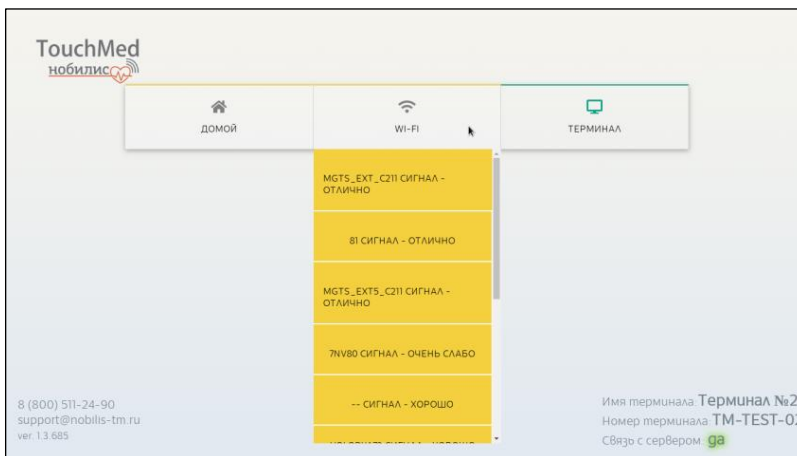 TouchMed
нобилис
ДОМОЙ
WI-FI
ТЕРМИНАЛ
MGTS_EXT_C211 СИГНАЛ -
ОТЛИЧНО
81 СИГНАЛ - ОТЛИЧНО
MGTS_EXT5_C211 СИГНАЛ -
ОТЛИЧНО
7NV80 СИГНАЛ - ОЧЕНЬ СЛАБО
-- СИГНАЛ - ХОРОШО
8 (800) 511-24-90
support@nobilis-tm.ru
ver. 1.3.685
Имя терминала: Терминал №2
Номер терминала: TM-TEST-02
Связь с сервером: да